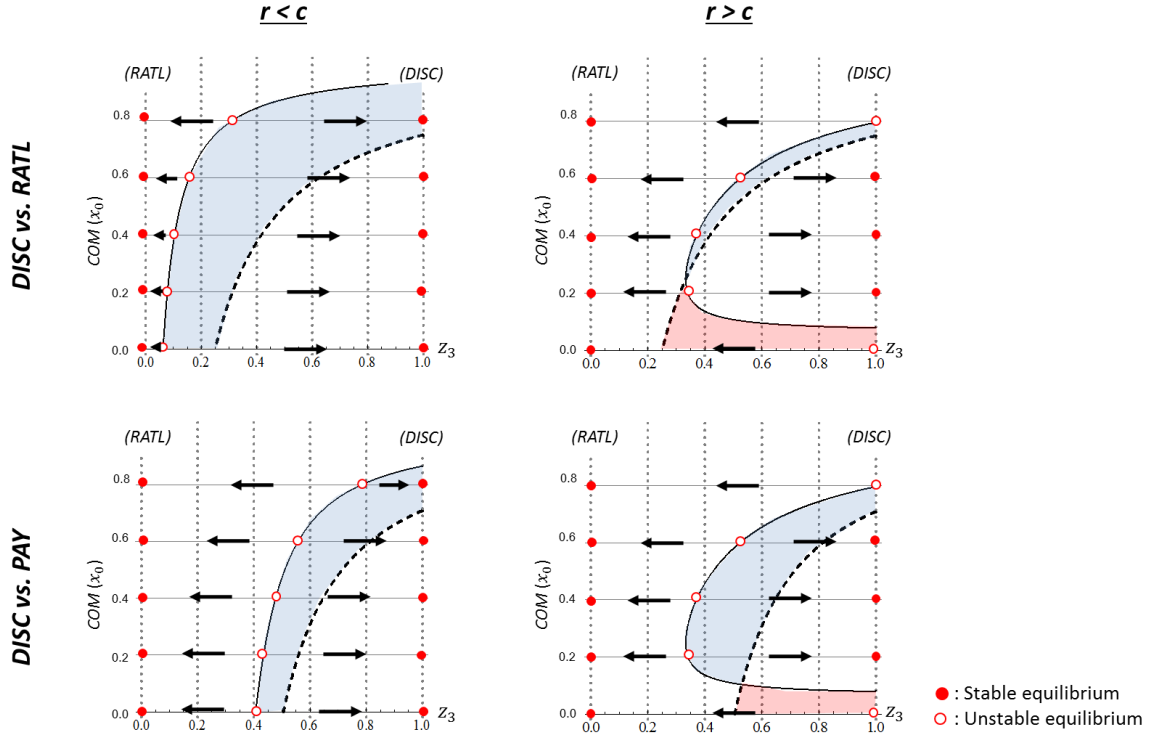 r < c
r > c
DISC vs. RATL
(RATL)
(DISC)
COM (x₀)
0.8
0.6
0.4
0.2
0.0
0.0 0.2 0.4 0.6 0.8 1.0
z₃
(RATL)
(DISC)
COM (x₀)
0.8
0.6
0.4
0.2
0.0
0.0 0.2 0.4 0.6 0.8 1.0
z₃
DISC vs. PAY
(RATL)
(DISC)
COM (x₀)
0.8
0.6
0.4
0.2
0.0
0.0 0.2 0.4 0.6 0.8 1.0
z₃
(RATL)
(DISC)
COM (x₀)
0.8
0.6
0.4
0.2
0.0
0.0 0.2 0.4 0.6 0.8 1.0
z₃
: Stable equilibrium
: Unstable equilibrium